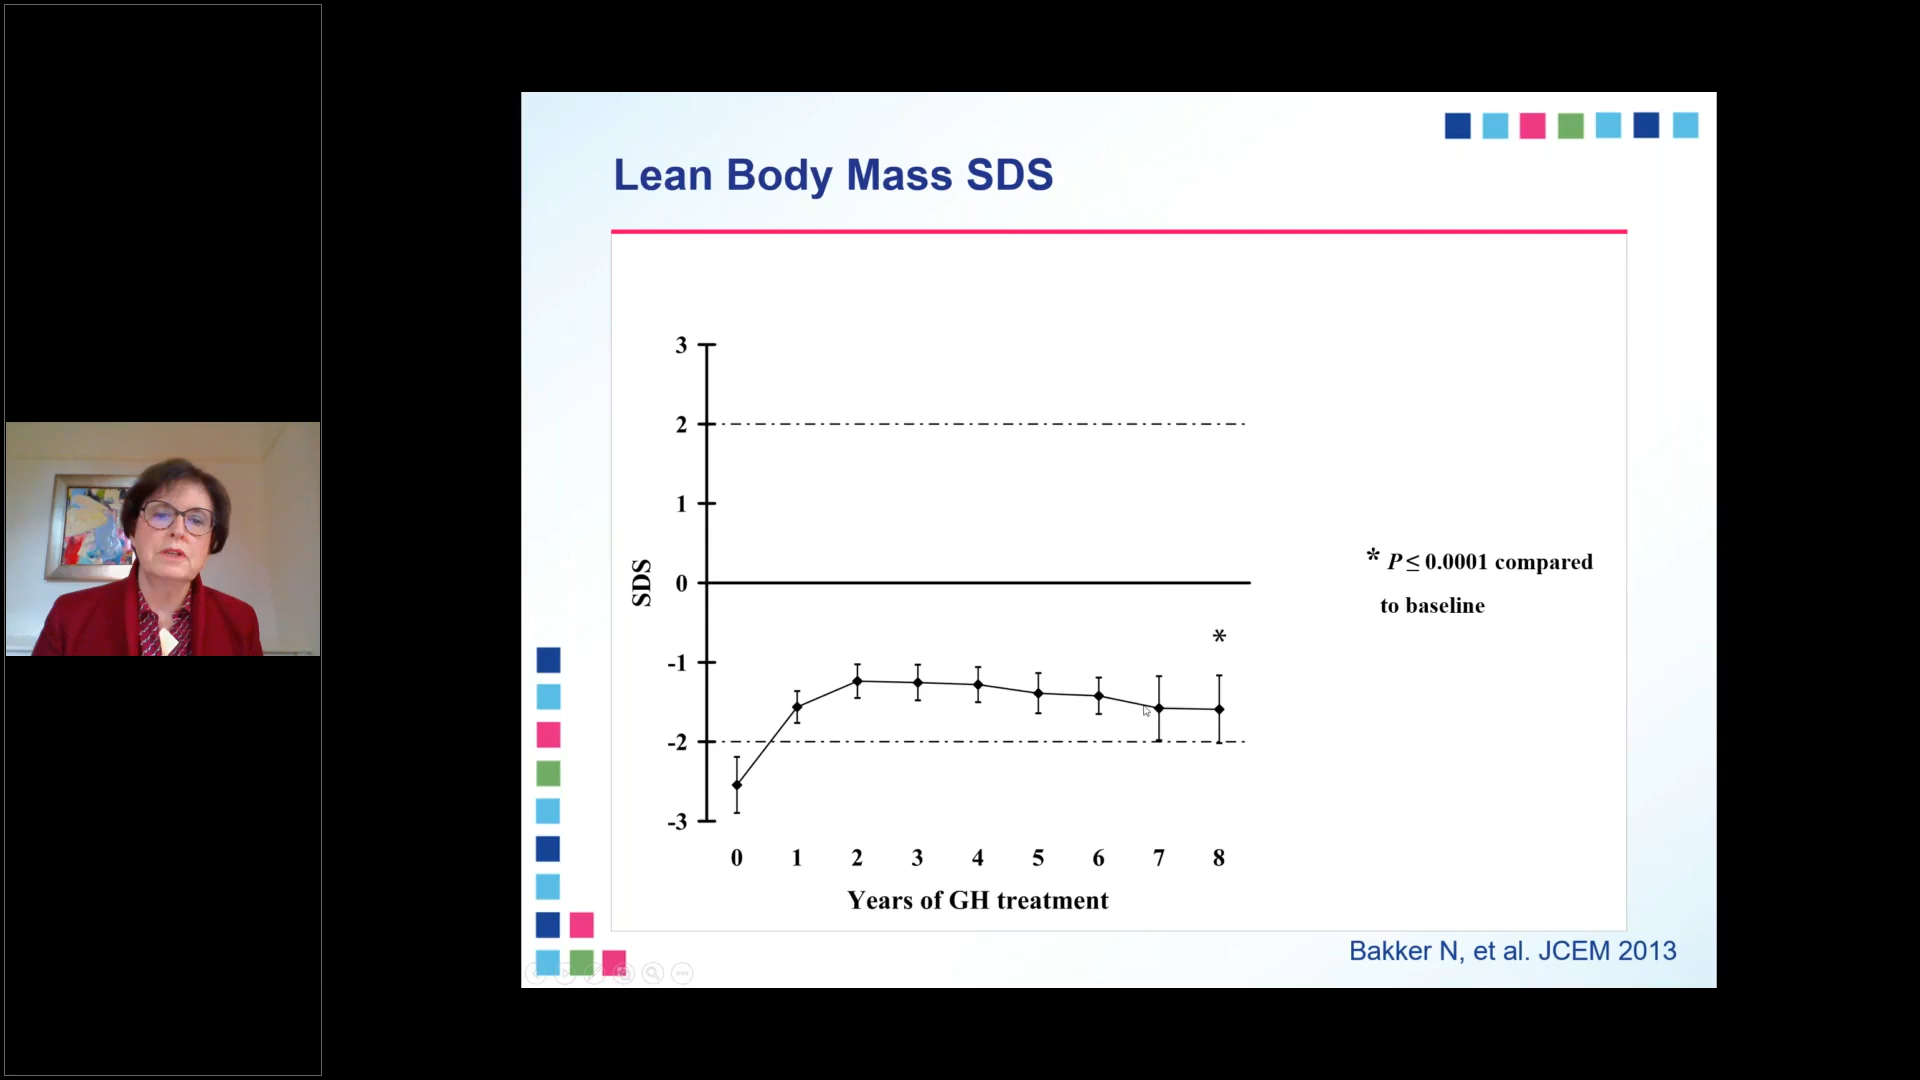 Lean Body Mass SDS
3
2
1
0
-1
-2
-3
SDS
*
* P ≤ 0.0001 compared
to baseline
0 1 2 3 4 5 6 7 8
Years of GH treatment
Bakker N, et al. JCEM 2013